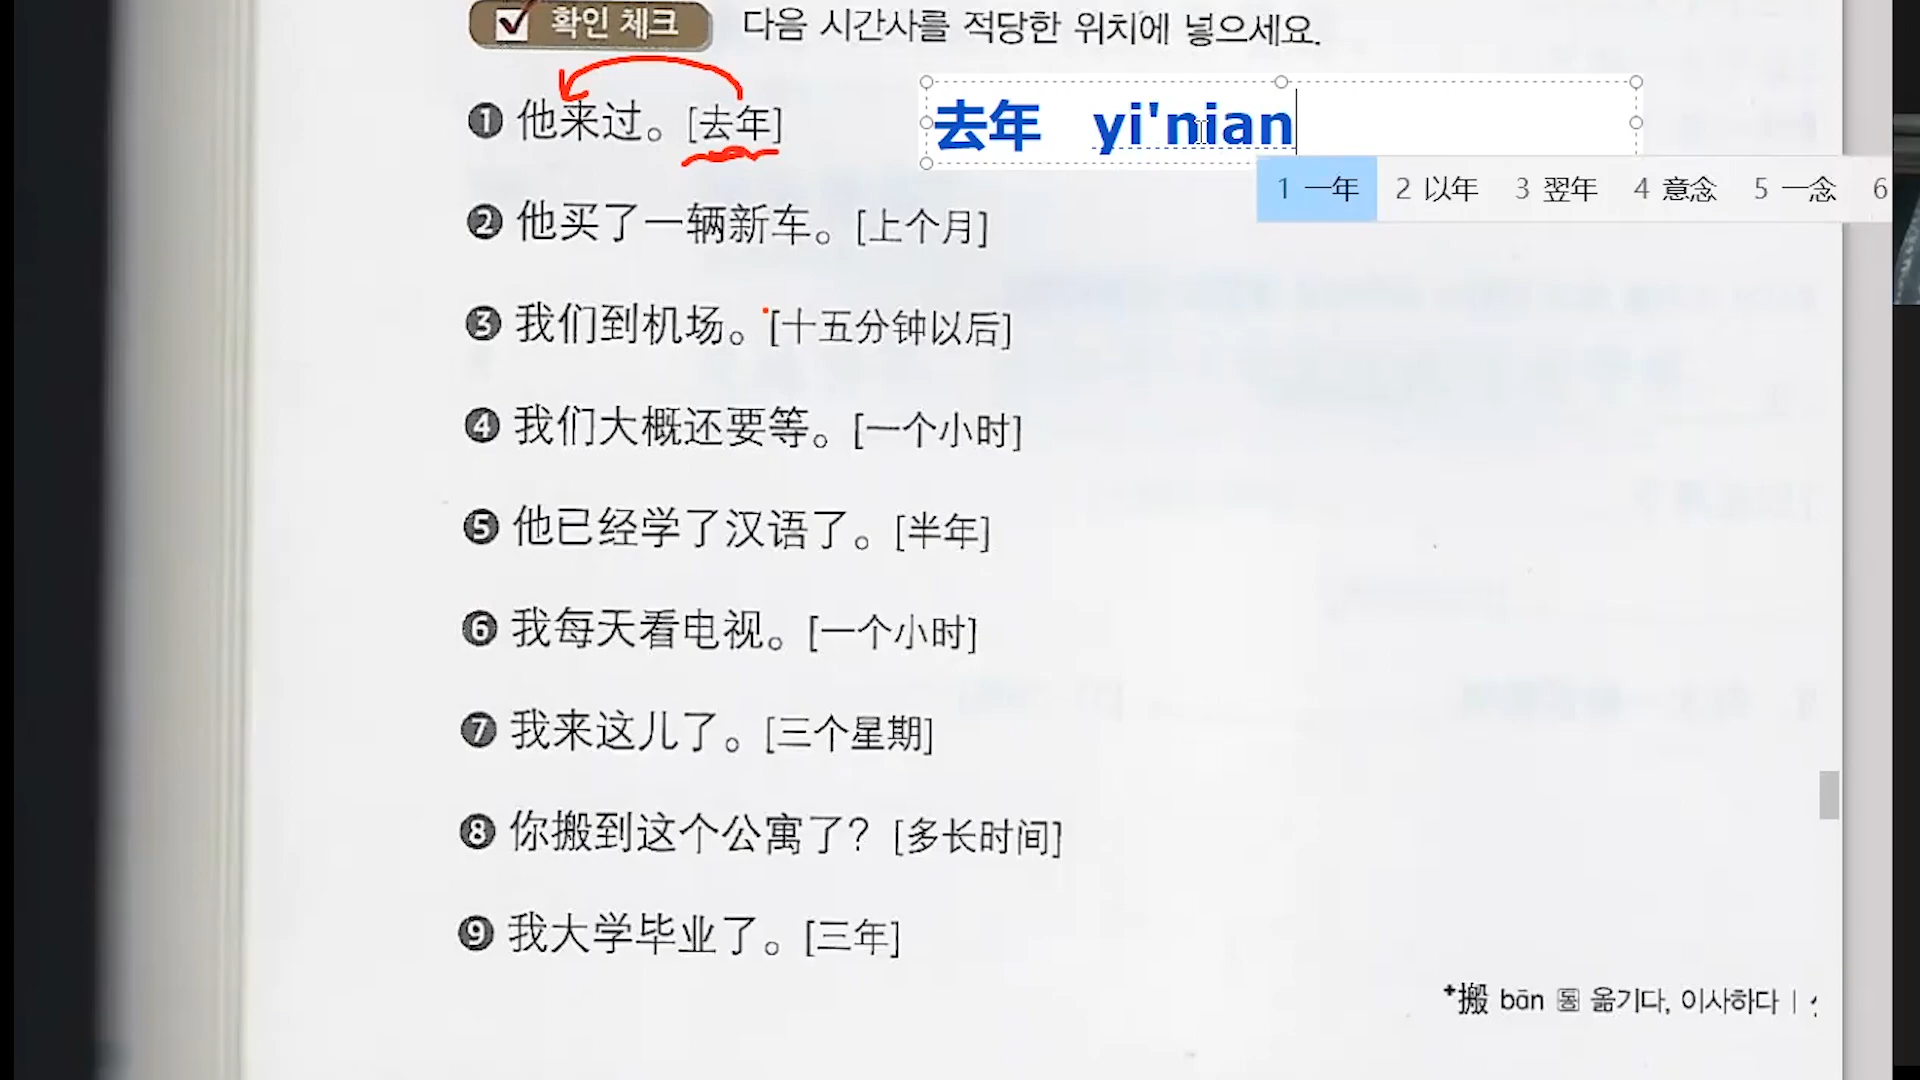 확인 체크 다음 시간사를 적당한 위치에 넣으세요.
❶ 他来过。[去年] 去年 yi'nian
1 一年 2 以年 3 翌年 4 意念 5 一念 6
❷ 他买了一辆新车。[上个月]
❸ 我们到机场。[十五分钟以后]
❹ 我们大概还要等。[一个小时]
❺ 他已经学了汉语了。[半年]
❻ 我每天看电视。[一个小时]
❼ 我来这儿了。[三个星期]
❽ 你搬到这个公寓了? [多长时间]
❾ 我大学毕业了。[三年]
+搬 bān 동 옮기다, 이사하다 |